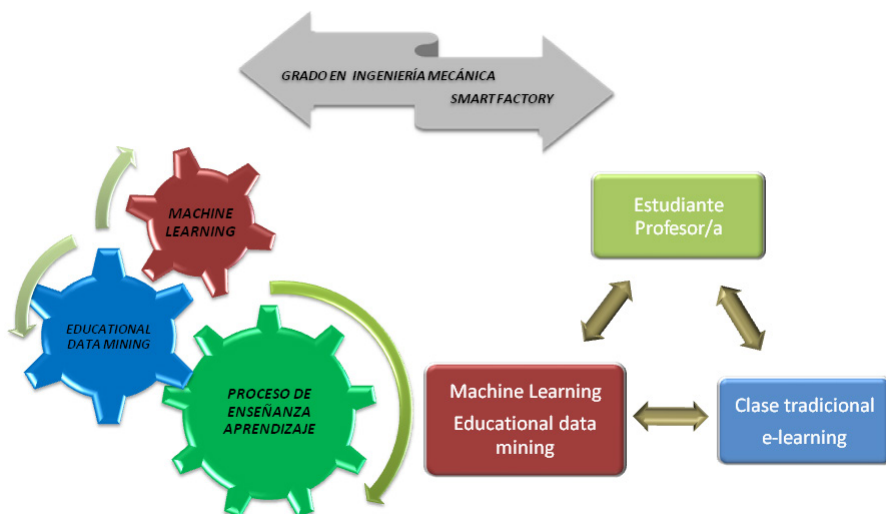 GRADO EN INGENIERÍA MECÁNICA
SMART FACTORY
MACHINE
LEARNING
EDUCATIONAL
DATA MINING
PROCESO DE
ENSEÑANZA
APRENDIZAJE
Estudiante
Profesor/a
Machine Learning
Educational data
mining
Clase tradicional
e-learning